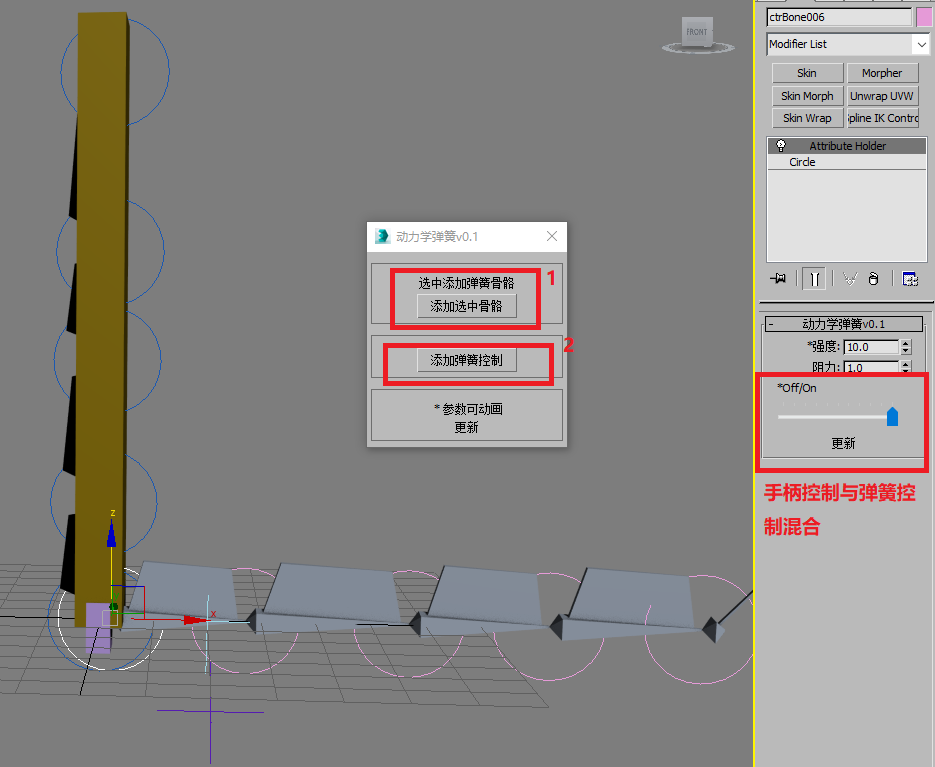 ctrBone006
Modifier List
Skin
Morpher
Skin Morph
Unwrap UVW
Skin Wrap
pline IK Contro
Attribute Holder
Circle
FRONT
动力学弹簧v0.1
选中添加弹簧骨骼
添加选中骨骼
1
添加弹簧控制
2
*参数可动画
更新
- 动力学弹簧v0.1
*强度: 10.0
阻力: 1.0
*Off/On
更新
手柄控制与弹簧控
制混合
z
x